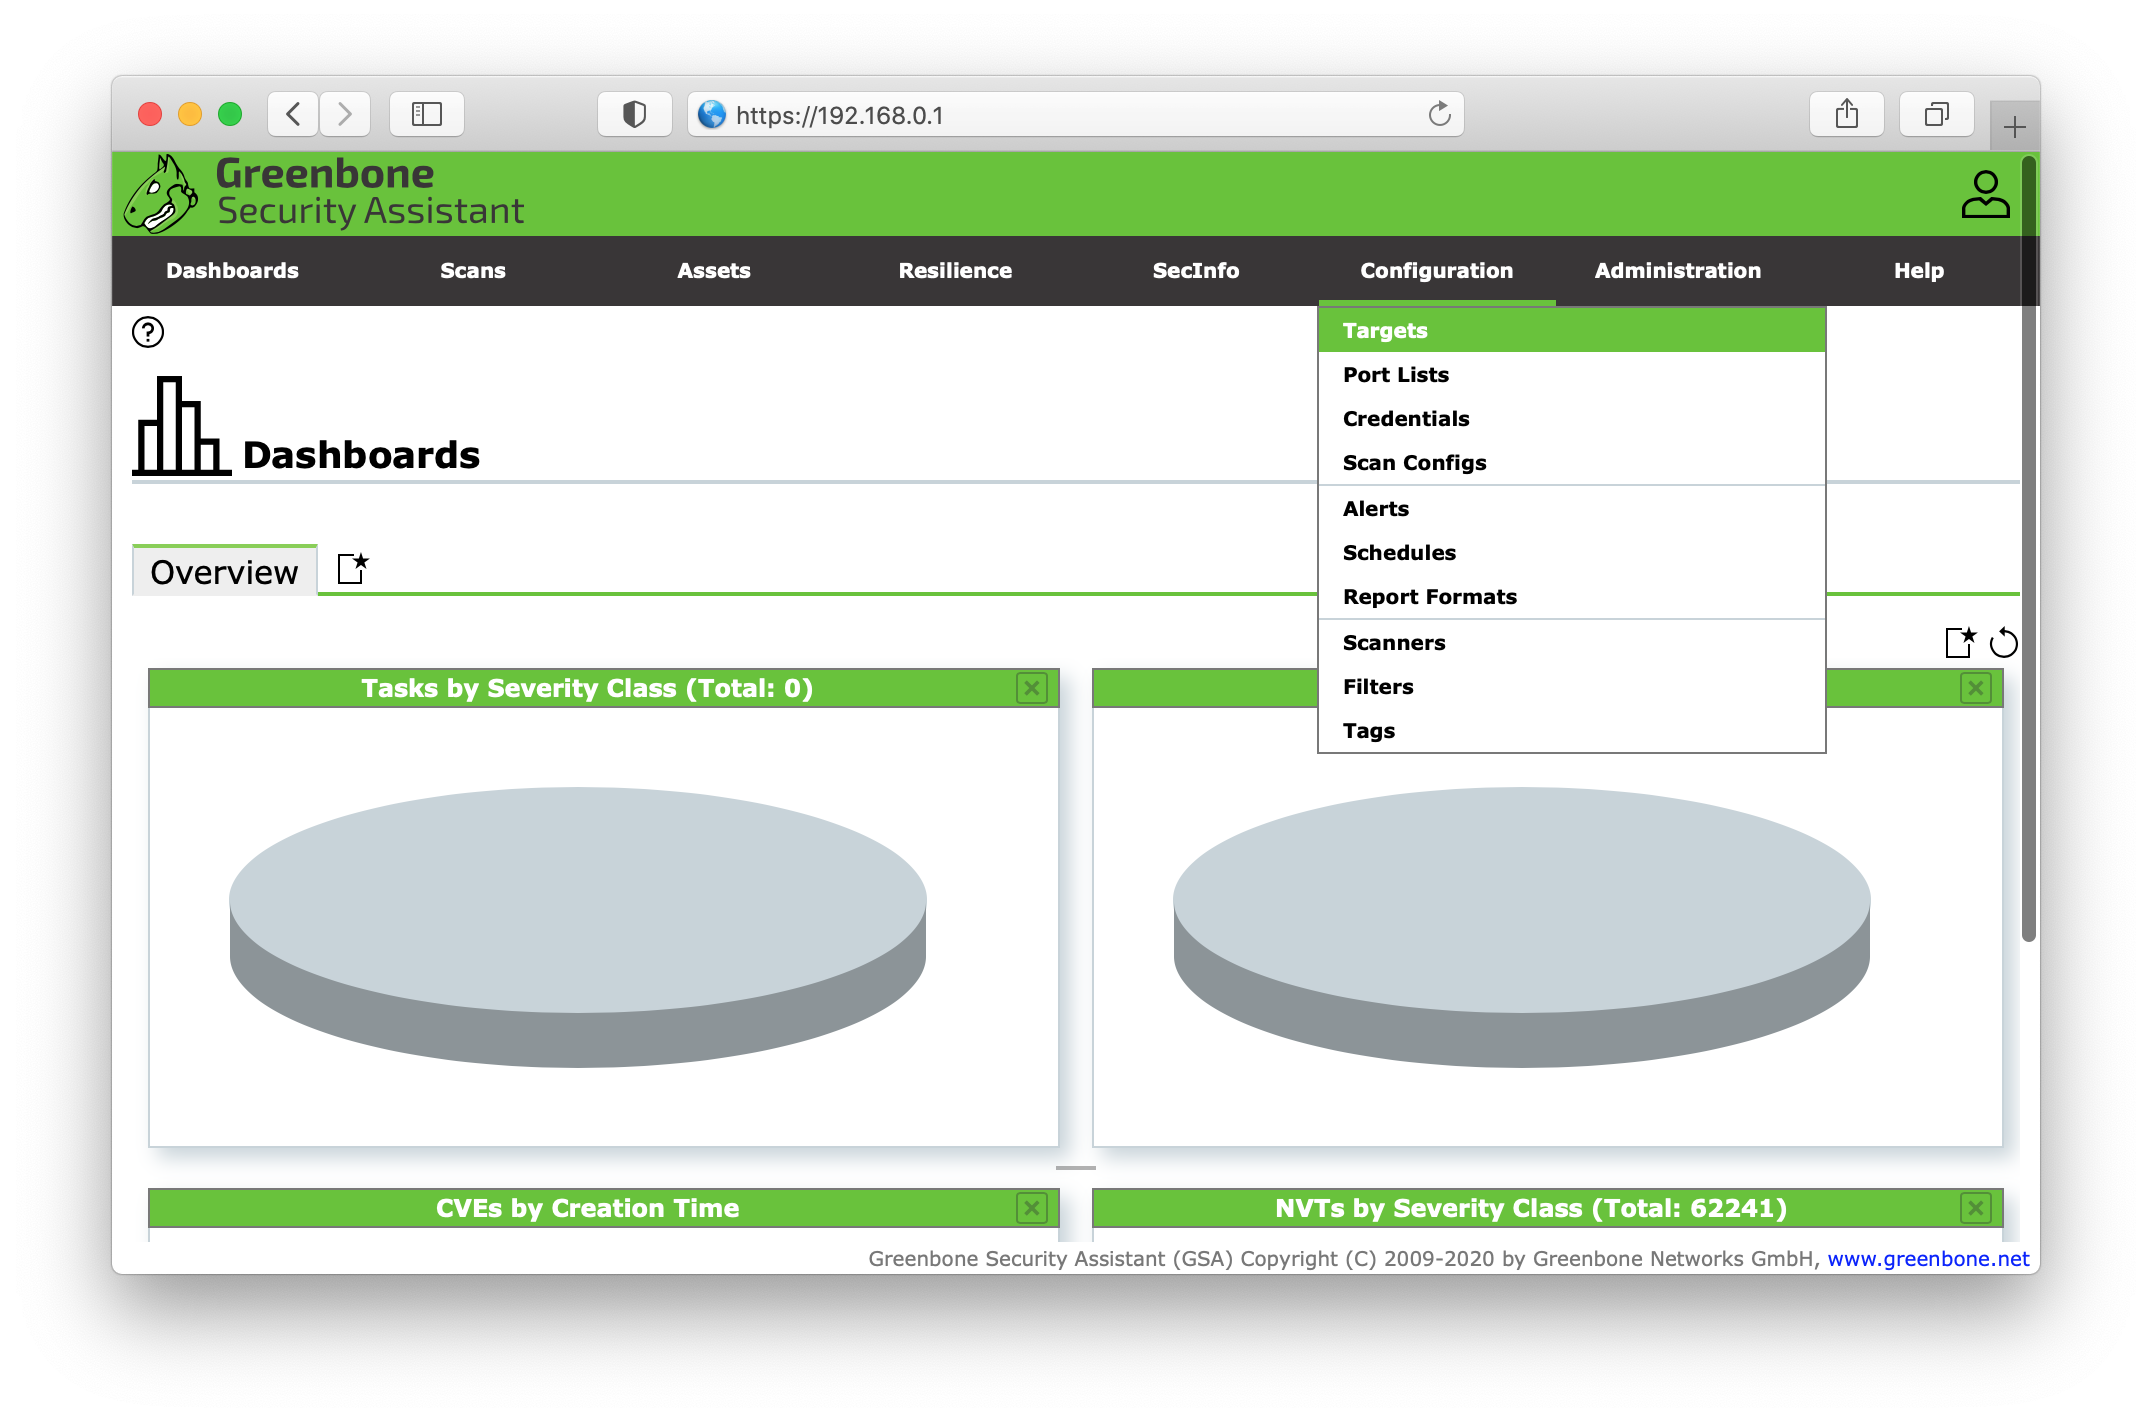 https://192.168.0.1
Greenbone
Security Assistant
Dashboards Scans Assets Resilience SecInfo Configuration Administration Help
?
Targets
Port Lists
Credentials
Scan Configs
Alerts
Schedules
Report Formats
Scanners
Filters
Tags
Dashboards
Overview
Tasks by Severity Class (Total: 0)
CVEs by Creation Time
NVTs by Severity Class (Total: 62241)
Greenbone Security Assistant (GSA) Copyright (C) 2009-2020 by Greenbone Networks GmbH, www.greenbone.net